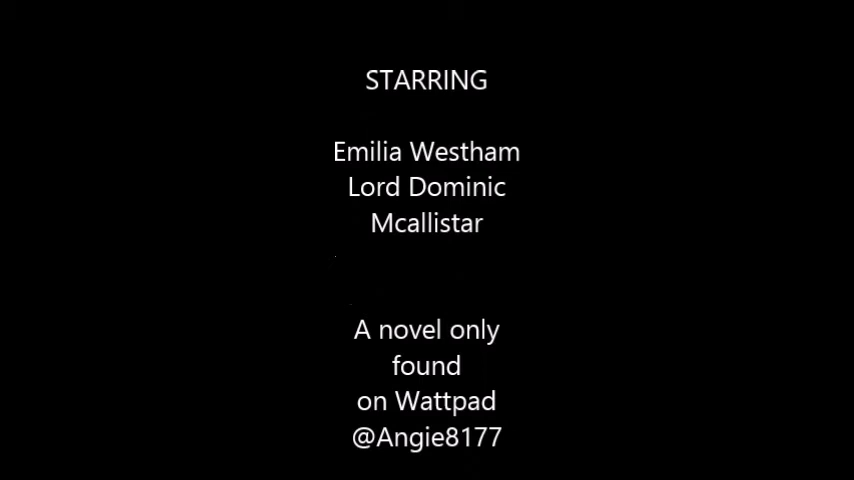 STARRING
Emilia Westham
Lord Dominic
Mcallistar
A novel only
found
on Wattpad
@Angie8177